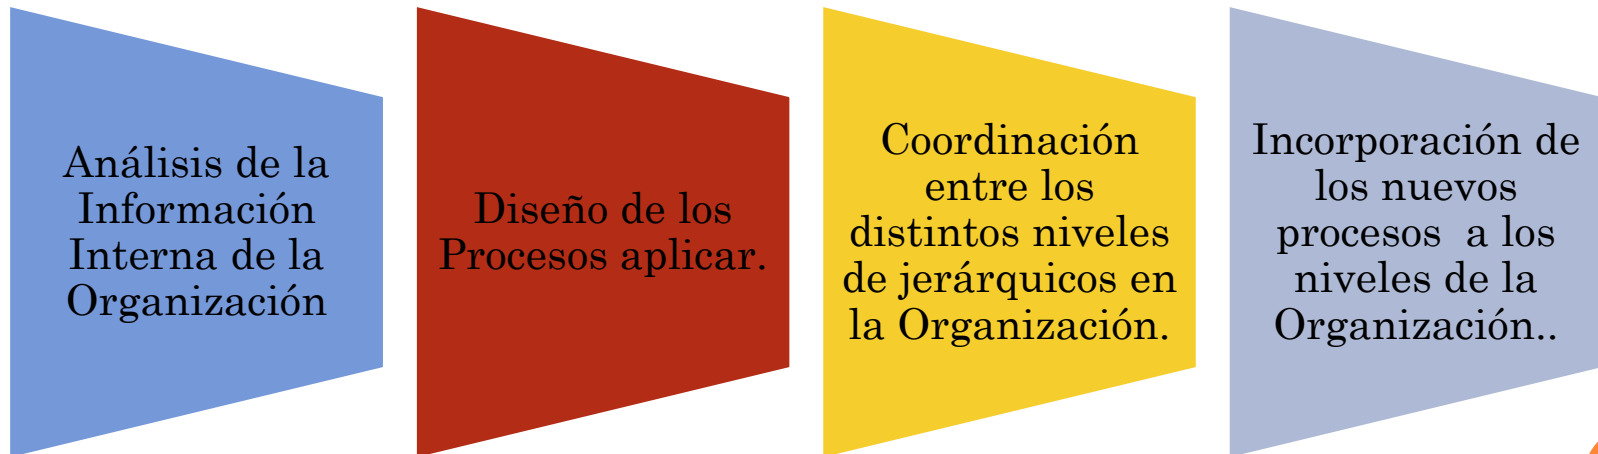 Análisis de la
Información
Interna de la
Organización
Diseño de los
Procesos aplicar.
Coordinación
entre los
distintos niveles
de jerárquicos en
la Organización.
Incorporación de
los nuevos
procesos  a los
niveles de la
Organización..